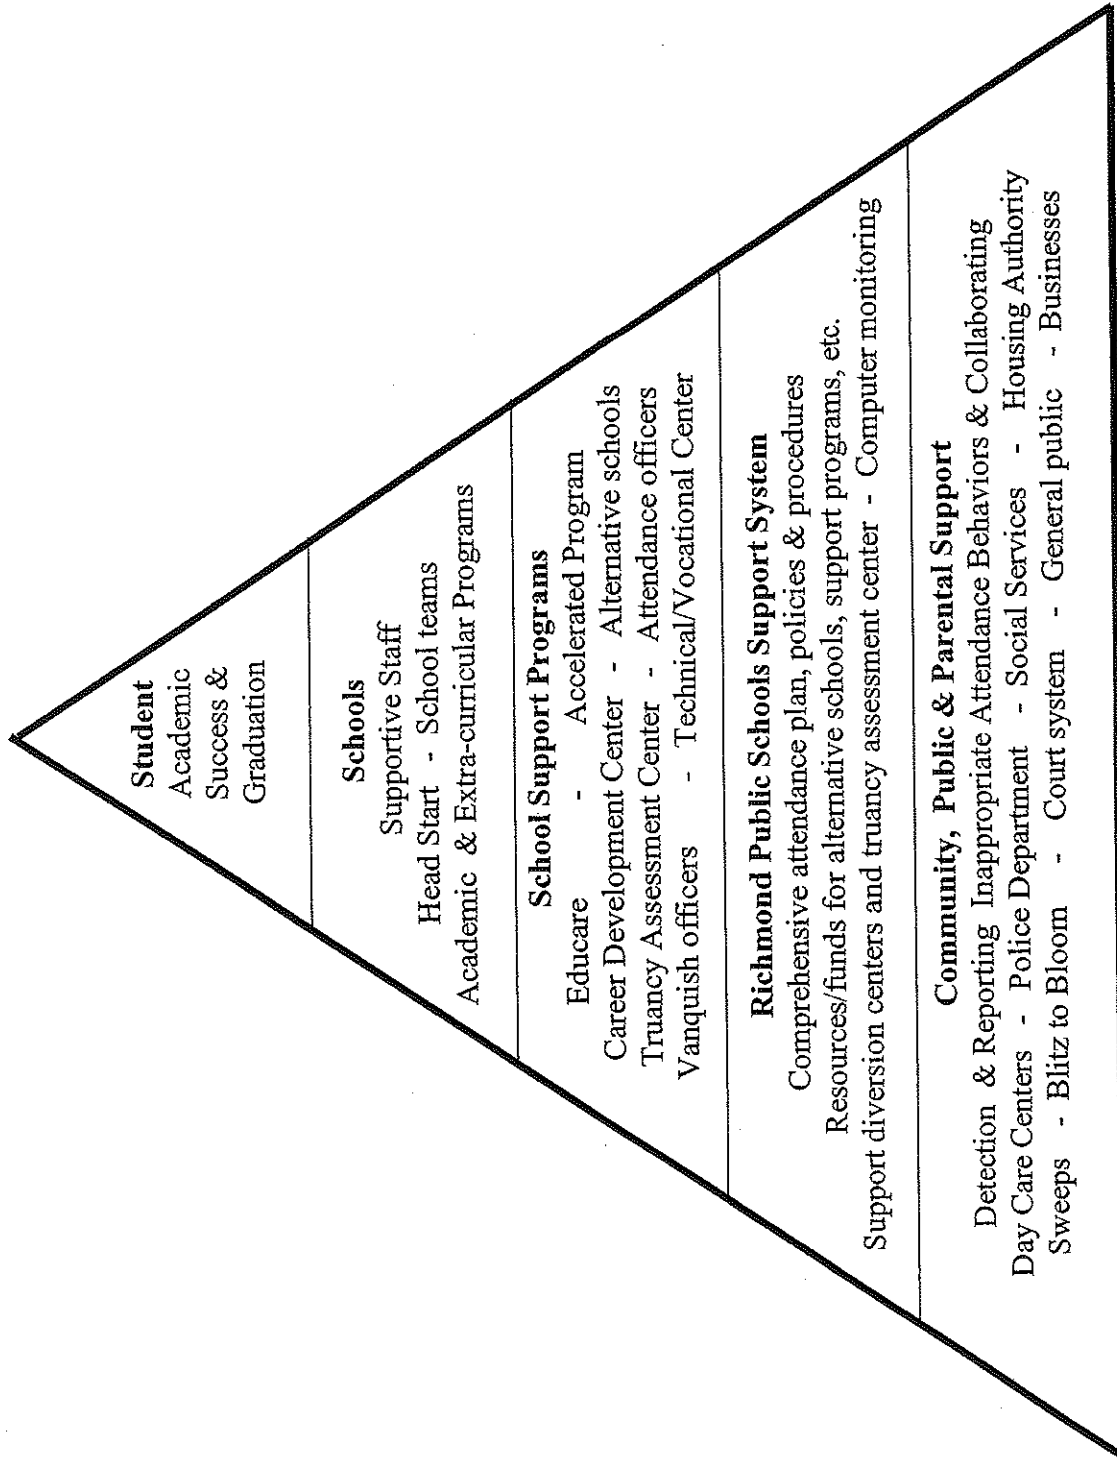 Student
Academic
Success &
Graduation
Schools
Supportive Staff
Head Start - School teams
Academic & Extra-curricular Programs
School Support Programs
Educare - Accelerated Program
Career Development Center - Alternative schools
Truancy Assessment Center - Attendance officers
Vanquish officers - Technical/Vocational Center
Richmond Public Schools Support System
Comprehensive attendance plan, policies & procedures
Resources/funds for alternative schools, support programs, etc.
Support diversion centers and truancy assessment center - Computer monitoring
Community, Public & Parental Support
Detection & Reporting Inappropriate Attendance Behaviors & Collaborating
Day Care Centers - Police Department - Social Services - Housing Authority
Sweeps - Blitz to Bloom - Court system - General public - Businesses